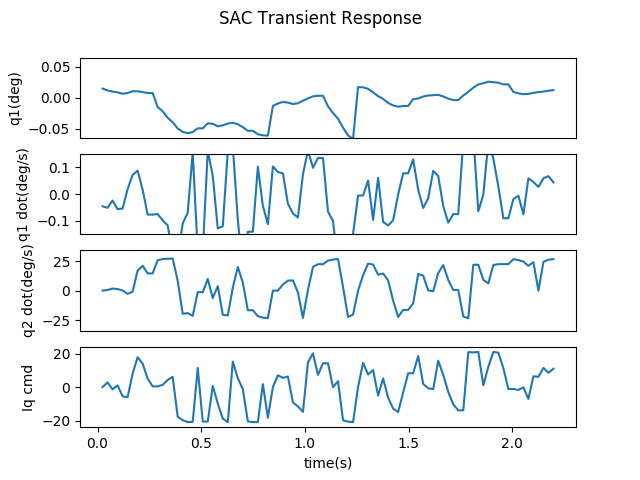 SAC Transient Response
0.05
0.00
−0.05
q1(deg)
0.1
0.0
−0.1
q1 dot(deg/s)
25
0
−25
q2 dot(deg/s)
20
0
−20
Iq cmd
0.0 0.5 1.0 1.5 2.0
time(s)